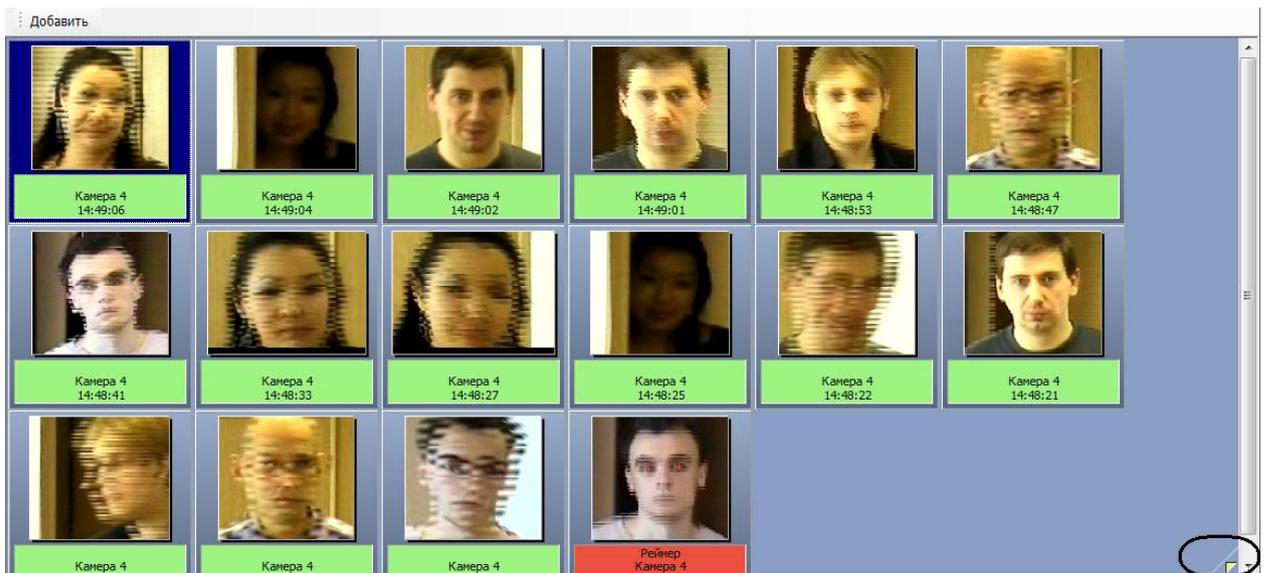 Добавить
Камера 4
14:49:06
Камера 4
14:49:04
Камера 4
14:49:02
Камера 4
14:49:01
Камера 4
14:48:53
Камера 4
14:48:47
Камера 4
14:48:41
Камера 4
14:48:33
Камера 4
14:48:27
Камера 4
14:48:25
Камера 4
14:48:22
Камера 4
14:48:21
Камера 4
Камера 4
Камера 4
Реймер
Камера 4